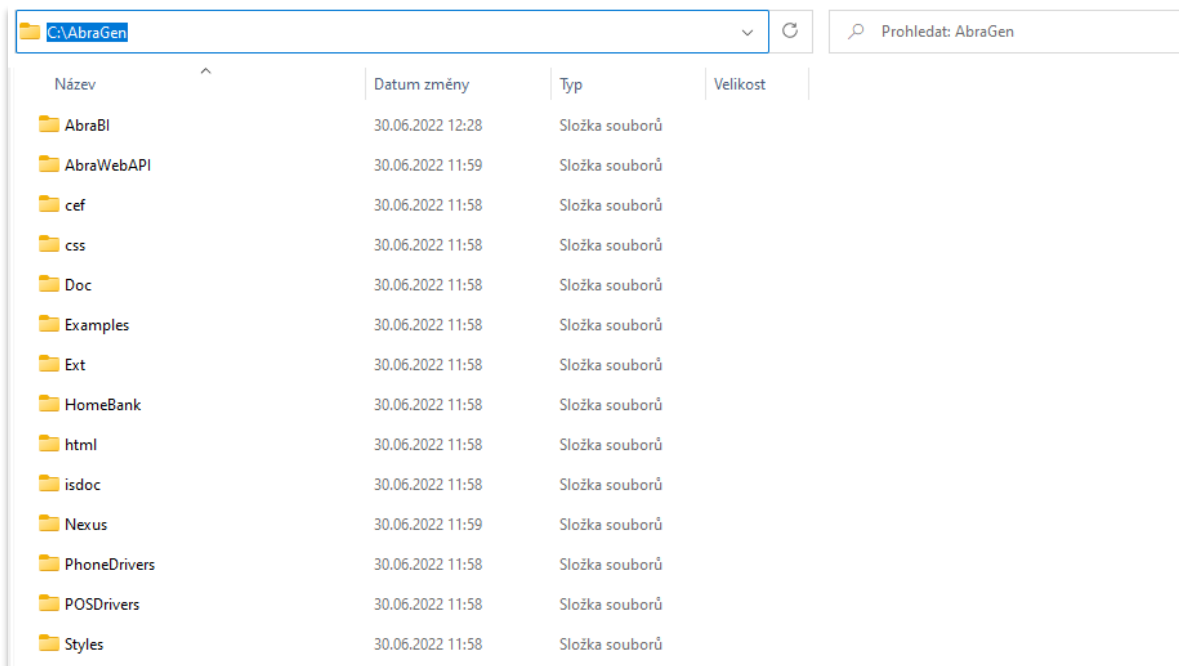 C:\AbraGen
Prohledat: AbraGen
Název Datum změny Typ Velikost
AbraBI 30.06.2022 12:28 Složka souborů
AbraWebAPI 30.06.2022 11:59 Složka souborů
cef 30.06.2022 11:58 Složka souborů
css 30.06.2022 11:58 Složka souborů
Doc 30.06.2022 11:58 Složka souborů
Examples 30.06.2022 11:58 Složka souborů
Ext 30.06.2022 11:58 Složka souborů
HomeBank 30.06.2022 11:58 Složka souborů
html 30.06.2022 11:58 Složka souborů
isdoc 30.06.2022 11:58 Složka souborů
Nexus 30.06.2022 11:59 Složka souborů
PhoneDrivers 30.06.2022 11:58 Složka souborů
POSDrivers 30.06.2022 11:58 Složka souborů
Styles 30.06.2022 11:58 Složka souborů